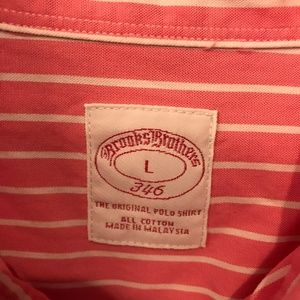 Brooks Brothers
L
346
THE ORIGINAL POLO SHIRT
ALL COTTON
MADE IN MALAYSIA